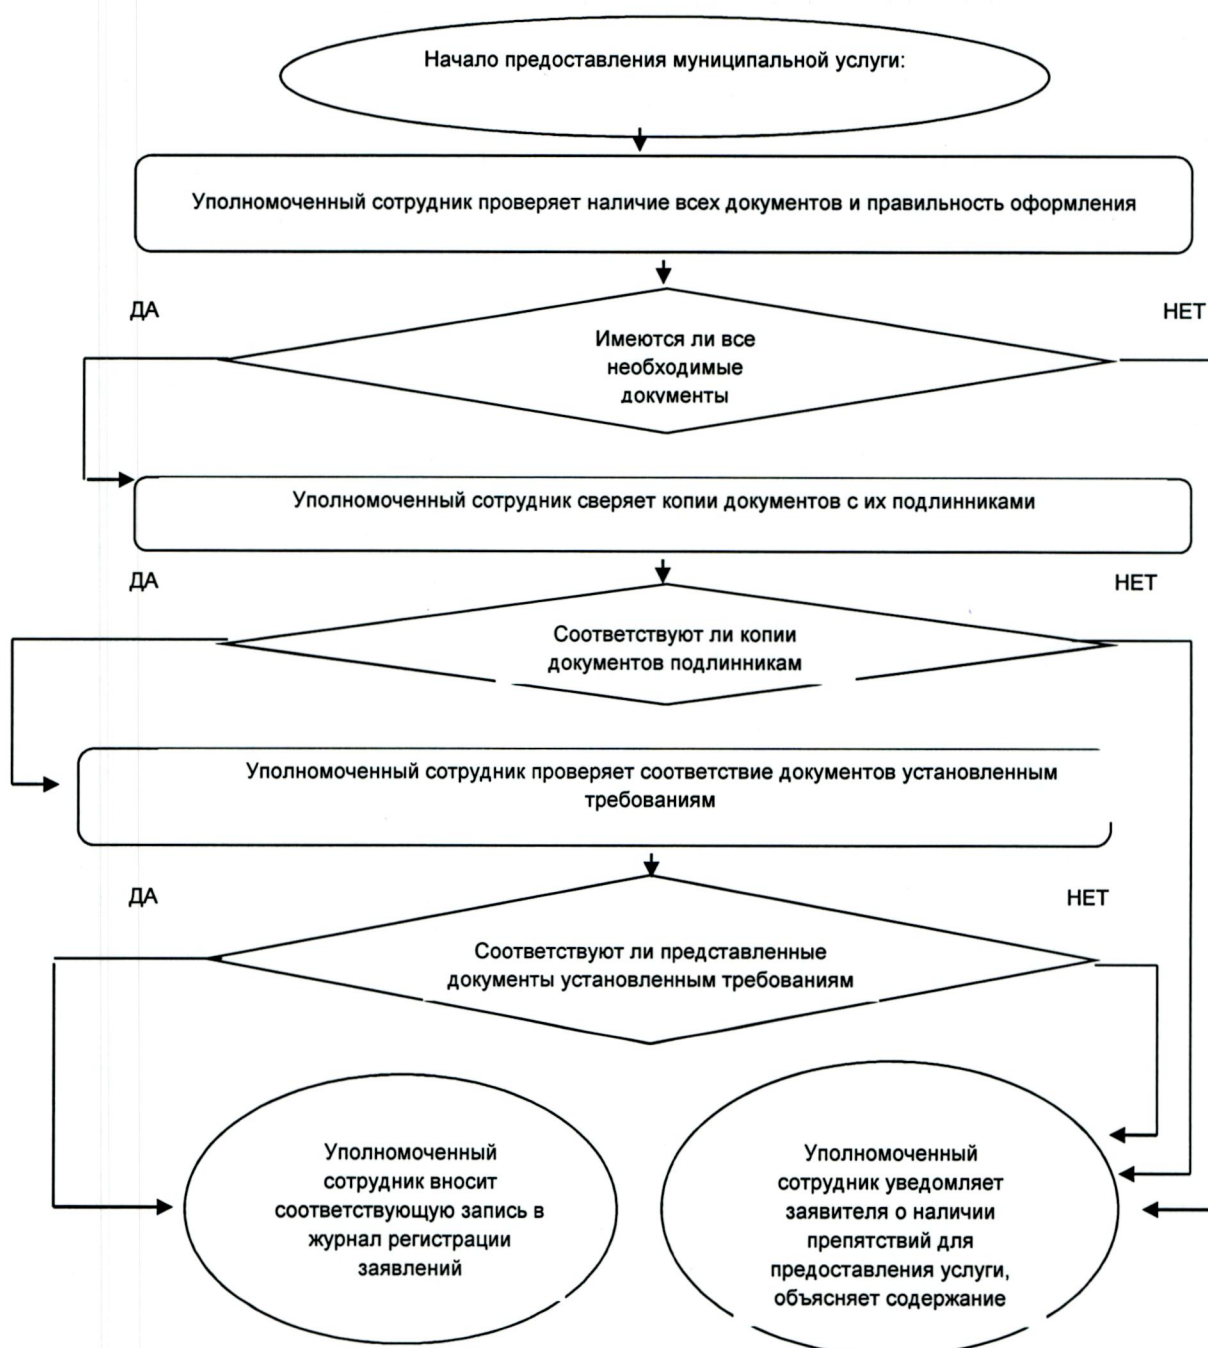 Начало предоставления муниципальной услуги:
Уполномоченный сотрудник проверяет наличие всех документов и правильность оформления
ДА
НЕТ
Имеются ли все
необходимые
документы
Уполномоченный сотрудник сверяет копии документов с их подлинниками
ДА
НЕТ
Соответствуют ли копии
документов подлинникам
Уполномоченный сотрудник проверяет соответствие документов установленным
требованиям
ДА
НЕТ
Соответствуют ли представленные
документы установленным требованиям
Уполномоченный
сотрудник вносит
соответствующую запись в
журнал регистрации
заявлений
Уполномоченный
сотрудник уведомляет
заявителя о наличии
препятствий для
предоставления услуги,
объясняет содержание